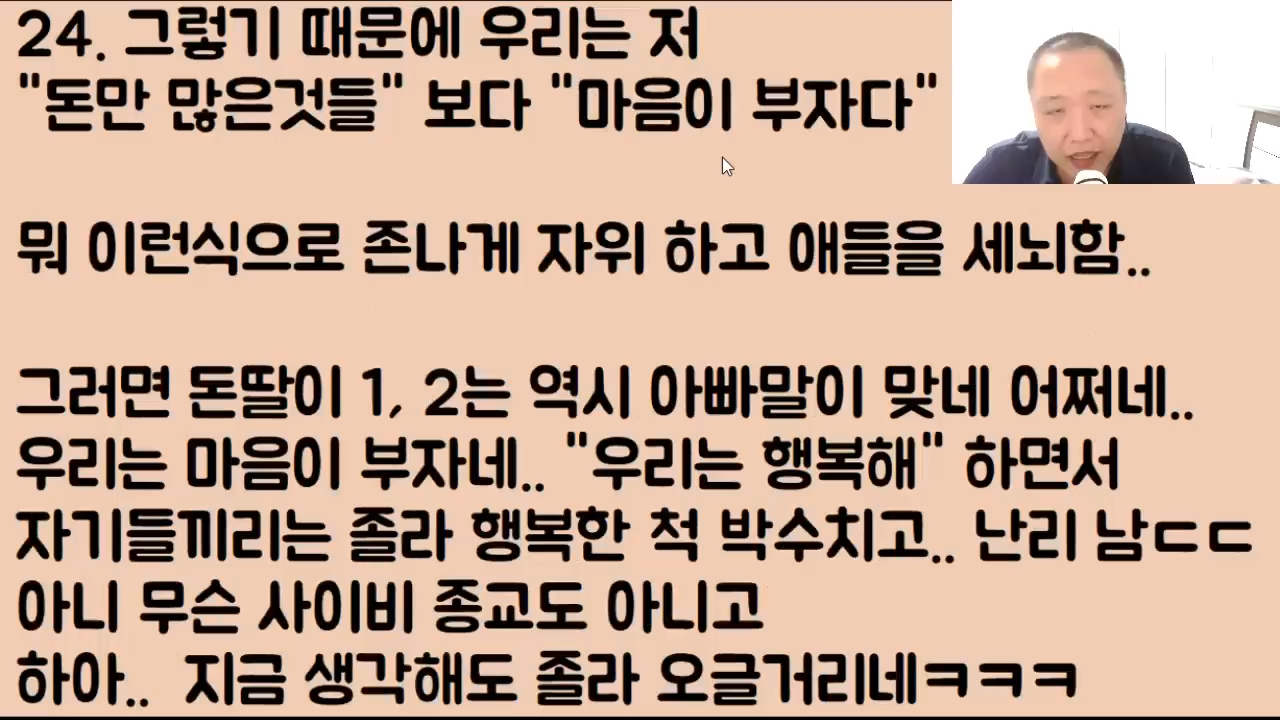 24. 그렇기 때문에 우리는 저
"돈만 많은것들" 보다 "마음이 부자다"
뭐 이런식으로 존나게 자위 하고 애들을 세뇌함..
그러면 돈딸이 1, 2는 역시 아빠말이 맞네 어쩌네..
우리는 마음이 부자네.. "우리는 행복해" 하면서
자기들끼리는 졸라 행복한 척 박수치고.. 난리 남ㄷㄷ
아니 무슨 사이비 종교도 아니고
하아.. 지금 생각해도 졸라 오글거리네ㅋㅋㅋ